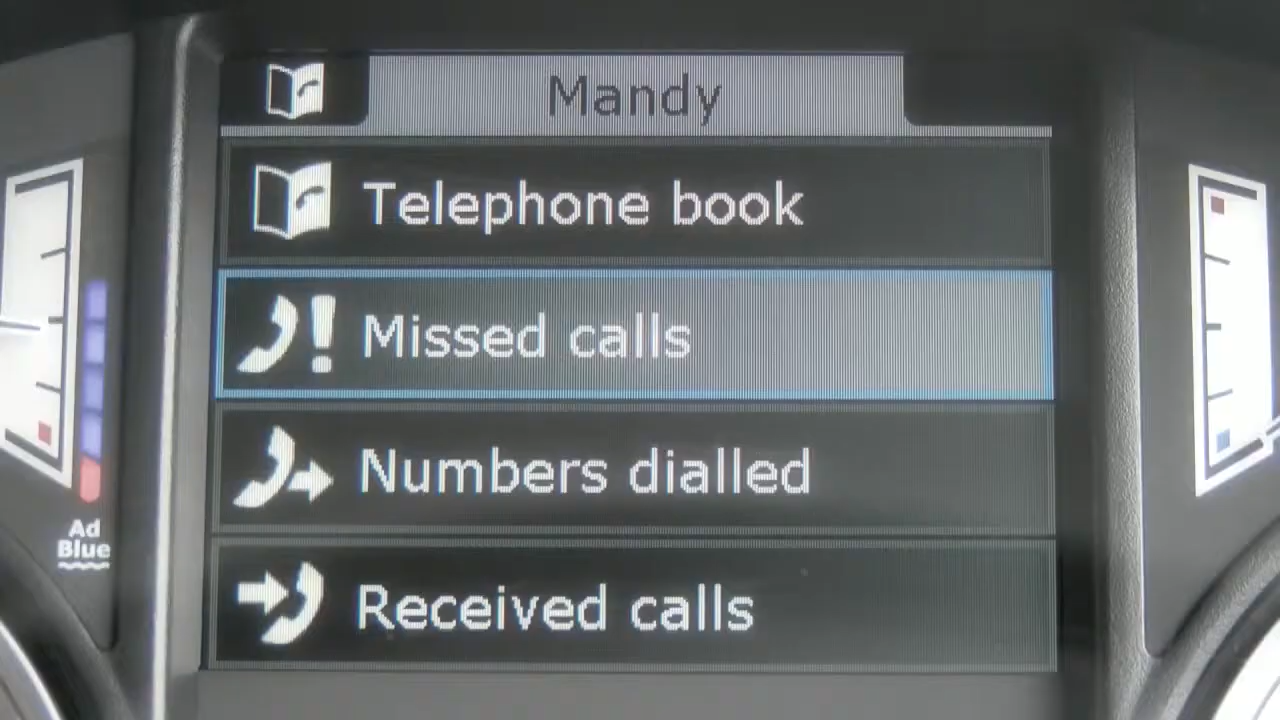 Mandy
Telephone book
Missed calls
Numbers dialled
Received calls
Ad
Blue